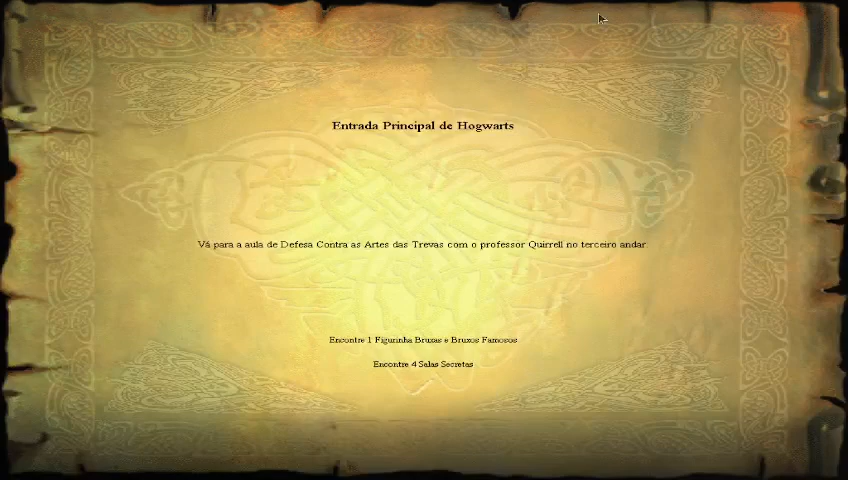 Entrada Principal de Hogwarts
Vá para a aula de Defesa Contra as Artes das Trevas com o professor Quirrell no terceiro andar.
Encontre 1 Figurinha Bruxas e Bruxos Famosos
Encontre 4 Salas Secretas